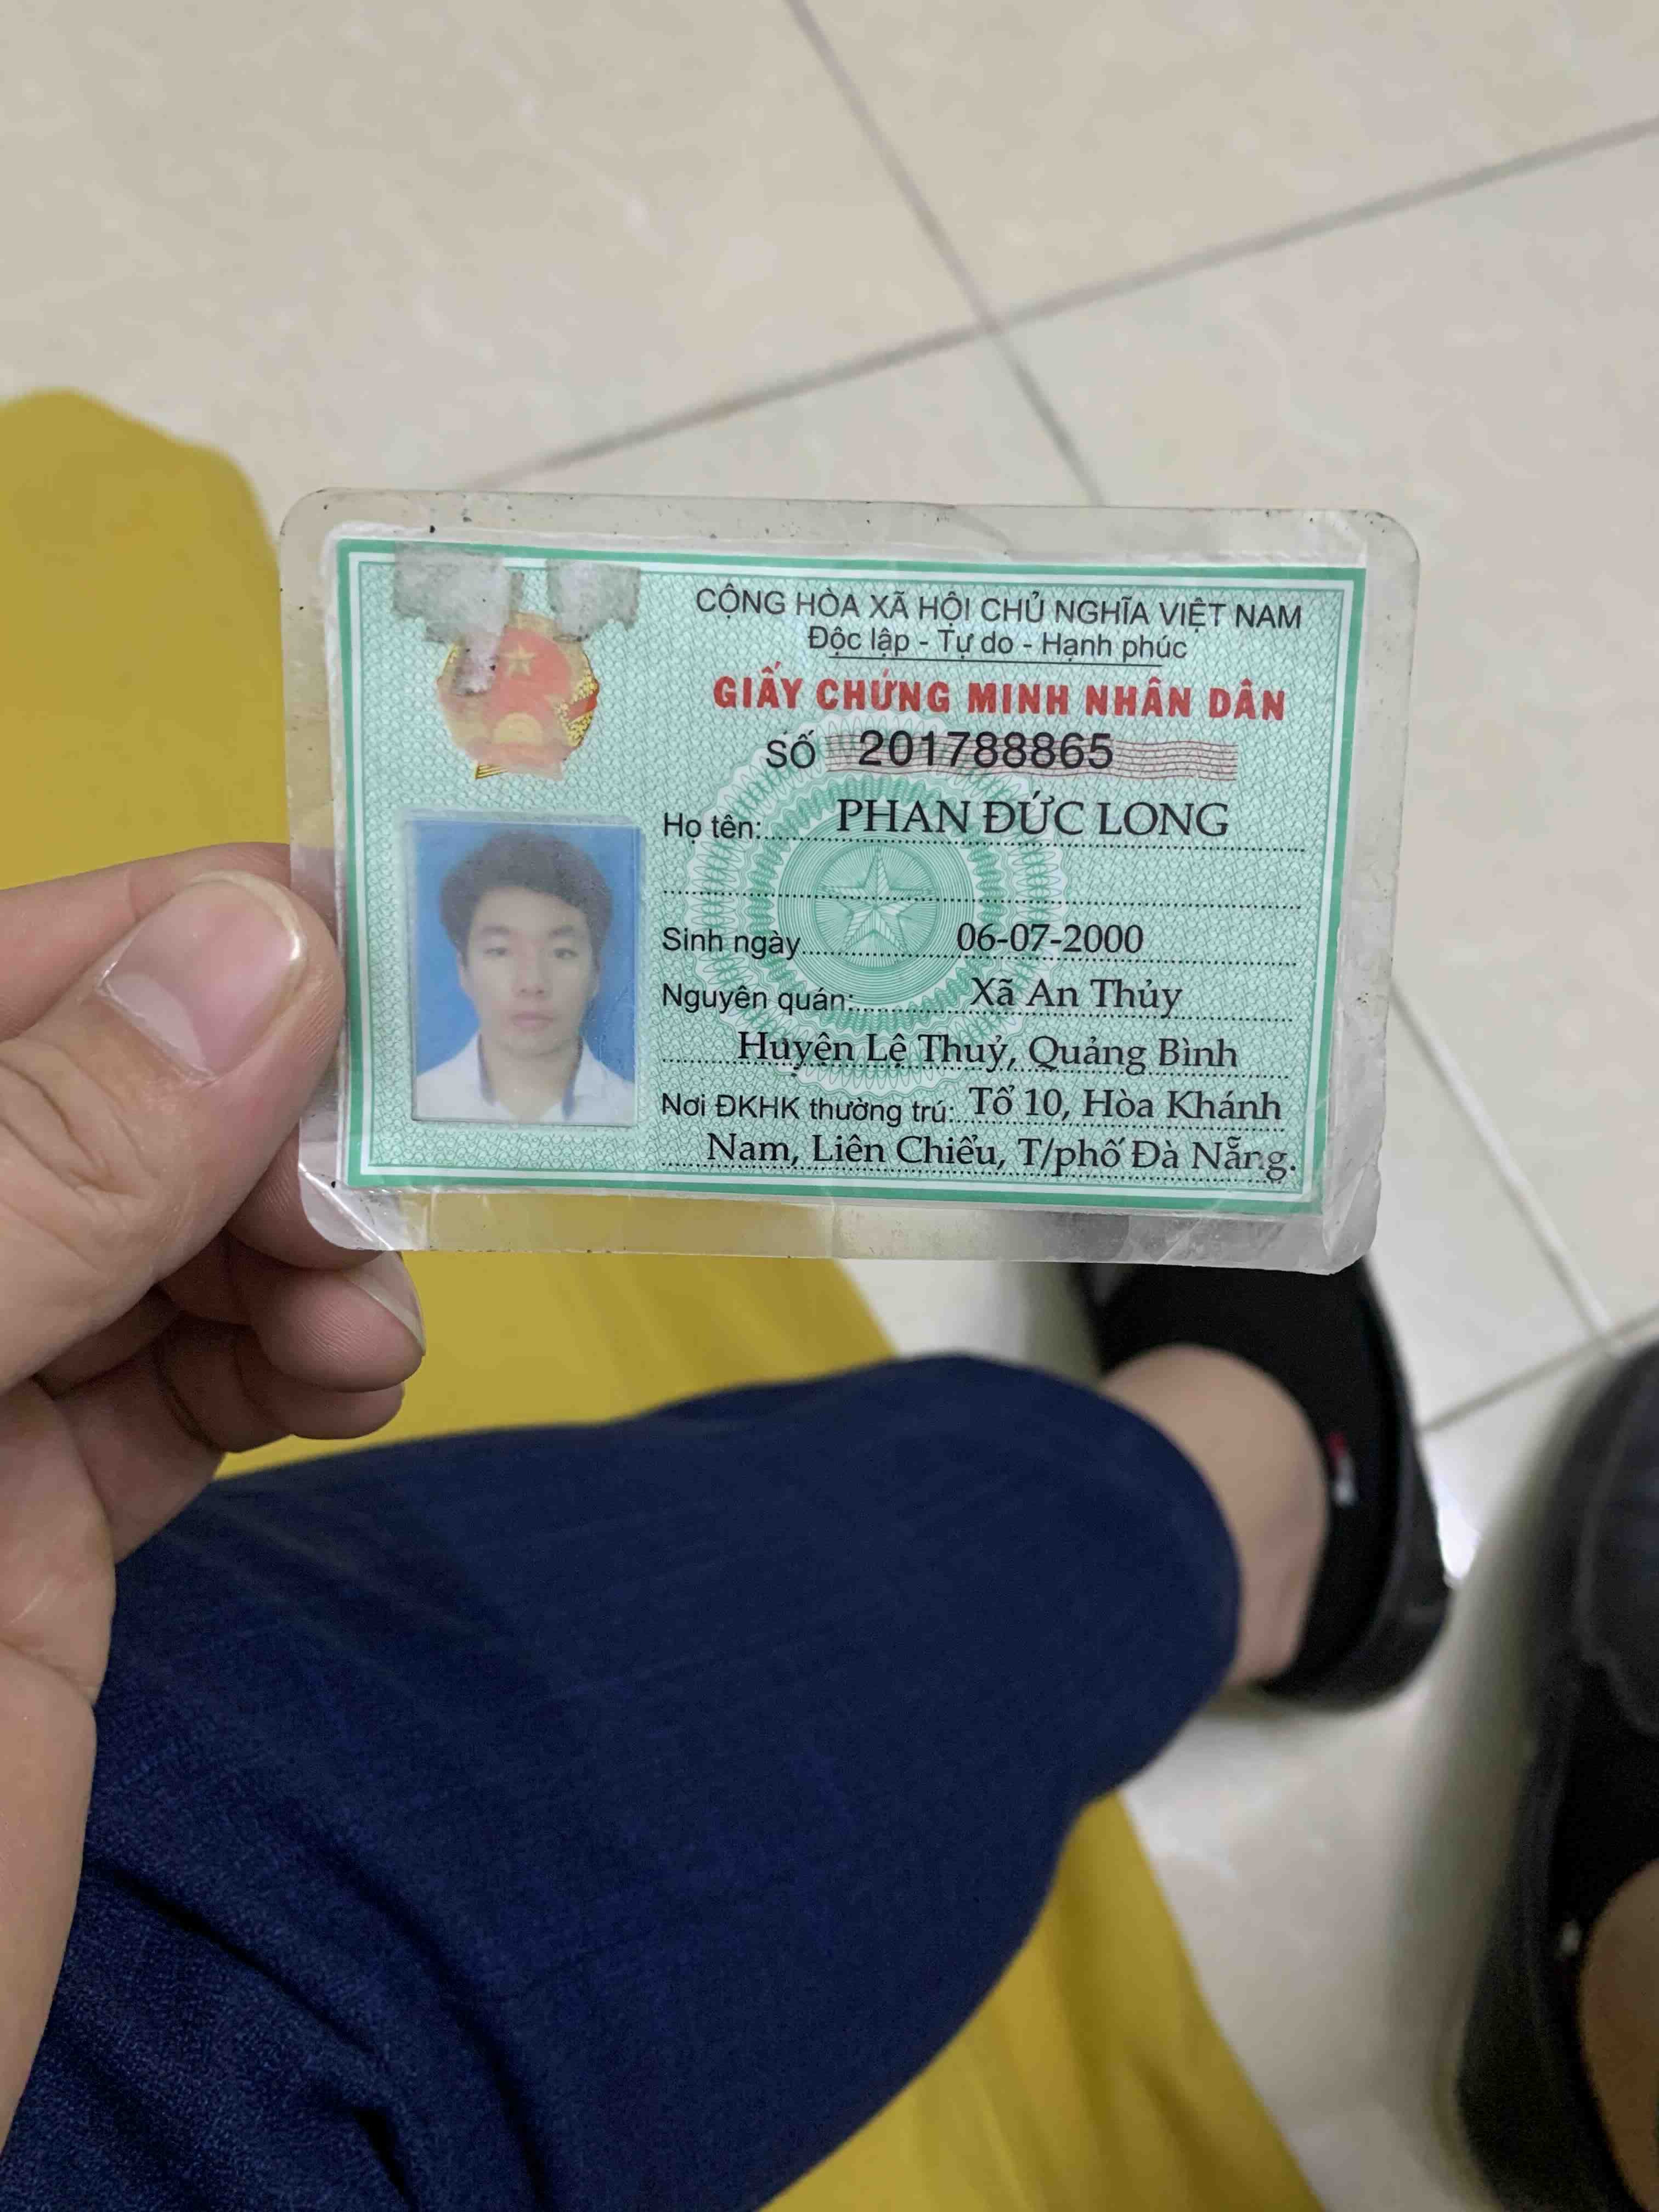 CỘNG HÒA XÃ HỘI CHỦ NGHĨA VIỆT NAM
Độc lập - Tự do - Hạnh phúc
GIẤY CHỨNG MINH NHÂN DÂN
SỐ 201788865
Họ tên: PHAN ĐỨC LONG
Sinh ngày 06-07-2000
Nguyên quán: Xã An Thủy
Huyện Lệ Thuỷ, Quảng Bình
Nơi ĐKHK thường trú: Tổ 10, Hòa Khánh
Nam, Liên Chiểu, T/phố Đà Nẵng.